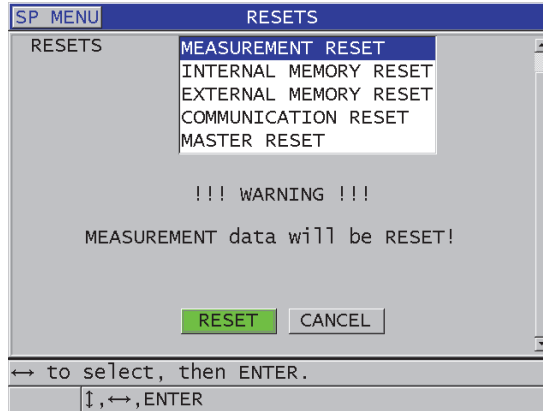 SP MENU RESETS
RESETS MEASUREMENT RESET
INTERNAL MEMORY RESET
EXTERNAL MEMORY RESET
COMMUNICATION RESET
MASTER RESET
!!! WARNING !!!
MEASUREMENT data will be RESET!
RESET CANCEL
↔ to select, then ENTER.
↕,↔,ENTER